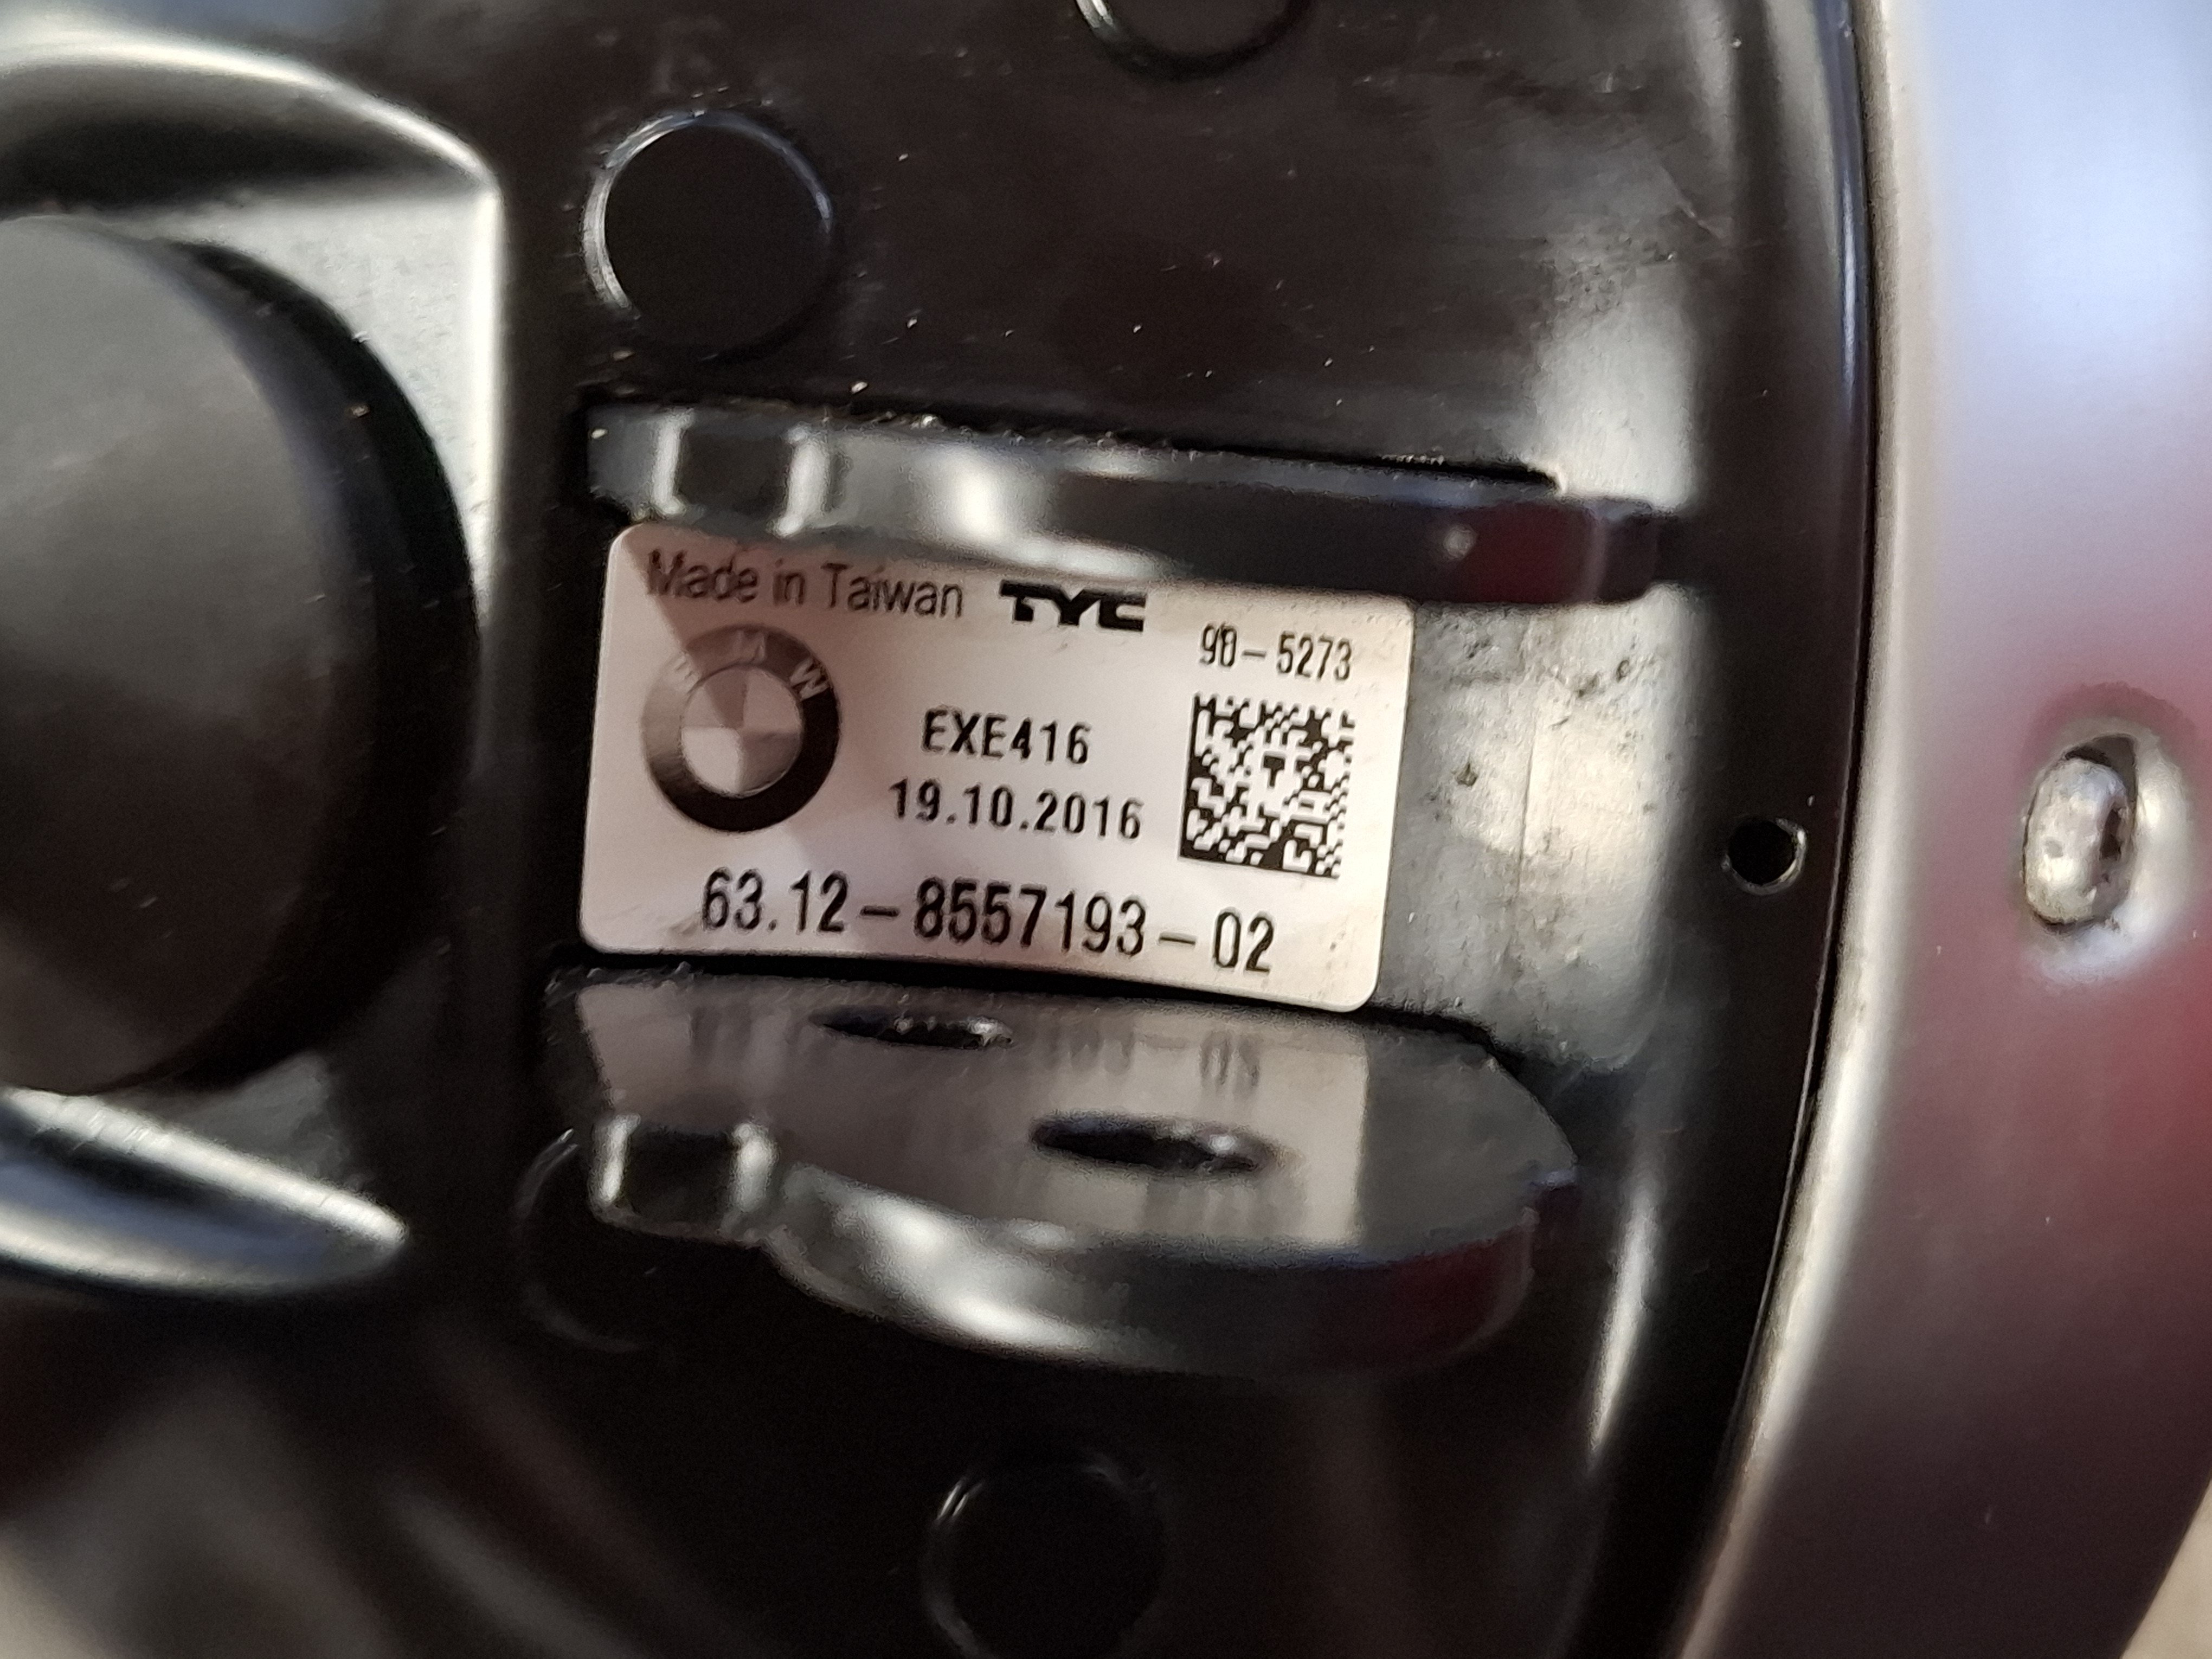 Made in Taiwan TYC
90-5273
BMW
EXE416
19.10.2016
63.12-8557193-02